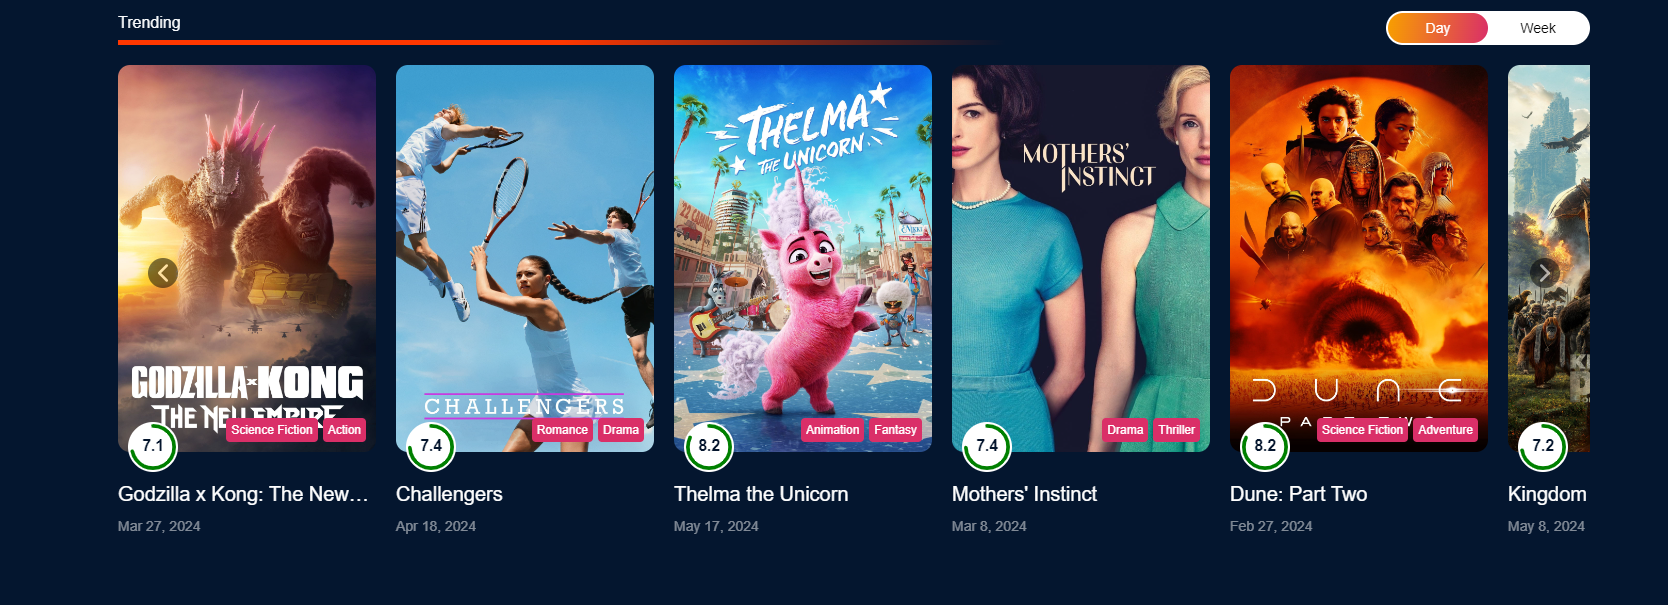 Trending
Day
Week
GODZILLA x KONG
THE NEW EMPIRE
7.1
Science Fiction
Action
Godzilla x Kong: The New…
Mar 27, 2024
CHALLENGERS
7.4
Romance
Drama
Challengers
Apr 18, 2024
THELMA
THE UNICORN
8.2
Animation
Fantasy
Thelma the Unicorn
May 17, 2024
MOTHERS'
INSTINCT
7.4
Drama
Thriller
Mothers' Instinct
Mar 8, 2024
DUNE
PART TWO
8.2
Science Fiction
Adventure
Dune: Part Two
Feb 27, 2024
7.2
Kingdom
May 8, 2024